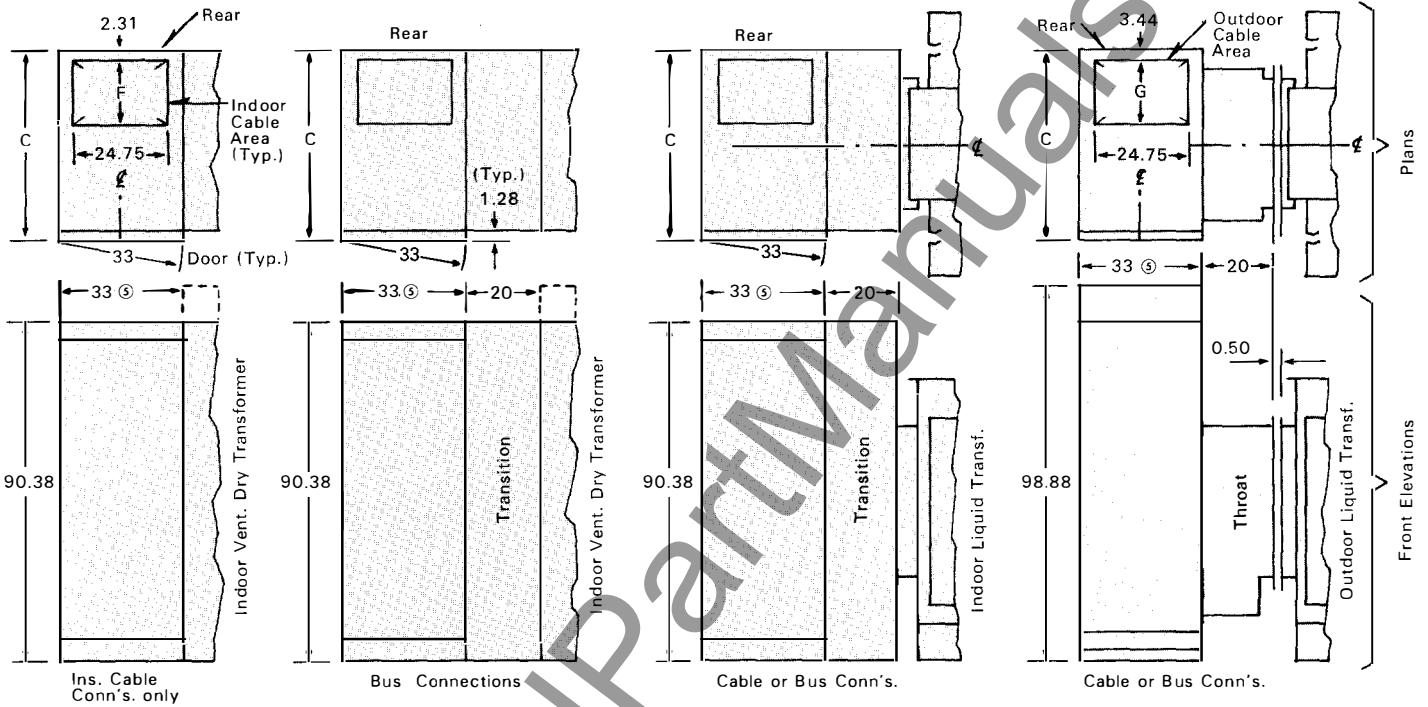 2.31
Rear
C
F
Indoor
Cable
Area
(Typ.)
24.75
℄
33
Door (Typ.)
Rear
C
(Typ.)
1.28
33
Rear
C
℄
33
Rear
3.44
Outdoor
Cable
Area
C
G
24.75
℄
℄
Plans
33 ⑤
90.38
Indoor Vent. Dry Transformer
Ins. Cable
Conn's. only
33 ⑤
20
90.38
Transition
Indoor Vent. Dry Transformer
Bus Connections
33 ⑤
20
90.38
Transition
Indoor Liquid Transf.
Cable or Bus Conn's.
33 ⑤
20
0.50
98.88
Throat
Outdoor Liquid Transf.
Cable or Bus Conn's.
Front Elevations
PartManuals